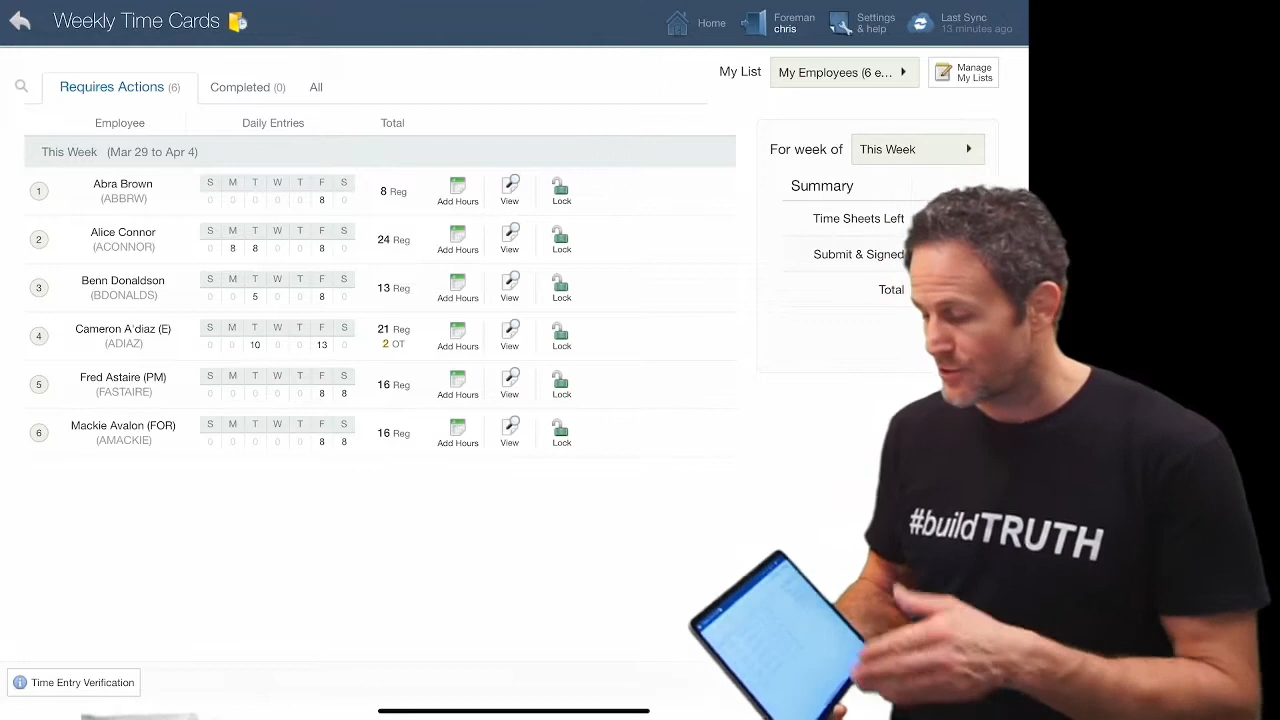 Weekly Time Cards
Home
Foreman
chris
Settings
& help
Last Sync
13 minutes ago
My List
My Employees (6 e...
Manage
My Lists
Requires Actions (6)
Completed (0)
All
Employee
Daily Entries
Total
This Week (Mar 29 to Apr 4)
1
Abra Brown
(ABBRW)
S M T W T F S
0 0 0 0 0 8 0
8 Reg
Add Hours
View
Lock
2
Alice Connor
(ACONNOR)
S M T W T F S
0 8 8 0 0 8 0
24 Reg
Add Hours
View
Lock
3
Benn Donaldson
(BDONALDS)
S M T W T F S
0 0 5 0 0 8 0
13 Reg
Add Hours
View
Lock
4
Cameron A'diaz (E)
(ADIAZ)
S M T W T F S
0 0 10 0 0 13 0
21 Reg
2 OT
Add Hours
View
Lock
5
Fred Astaire (PM)
(FASTAIRE)
S M T W T F S
0 0 0 0 0 8 8
16 Reg
Add Hours
View
Lock
6
Mackie Avalon (FOR)
(AMACKIE)
S M T W T F S
0 0 0 0 0 8 8
16 Reg
Add Hours
View
Lock
For week of
This Week
Summary
Time Sheets Left
Submit & Signed
Total
#buildTRUTH
Time Entry Verification